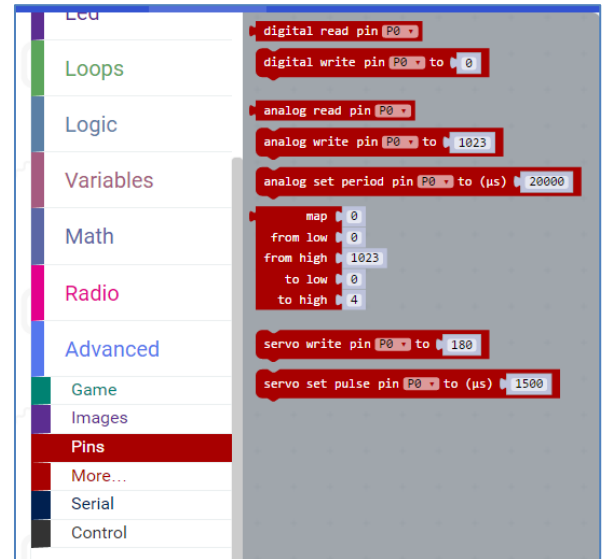 Led
Loops
Logic
Variables
Math
Radio
Advanced
Game
Images
Pins
More...
Serial
Control
digital read pin P0
digital write pin P0 to 0
analog read pin P0
analog write pin P0 to 1023
analog set period pin P0 to (µs) 20000
map 0
from low 0
from high 1023
to low 0
to high 4
servo write pin P0 to 180
servo set pulse pin P0 to (µs) 1500